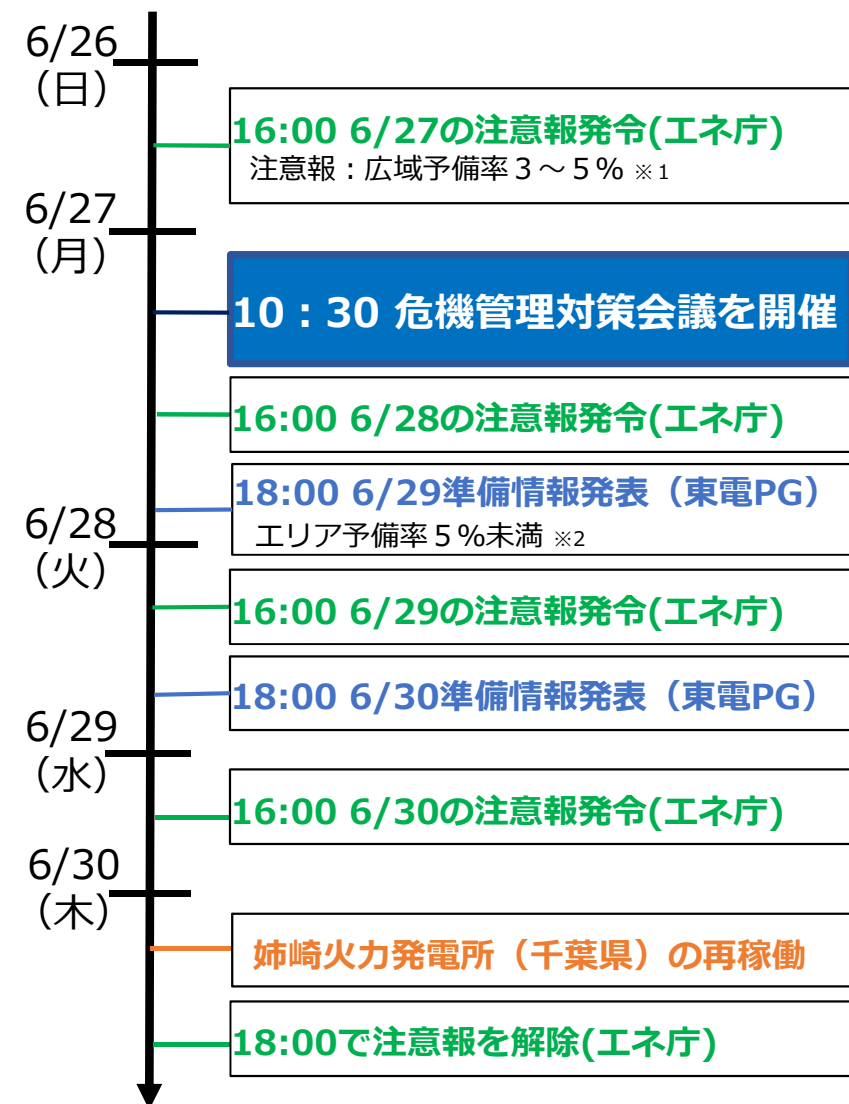 6/26
（日）
16:00 6/27の注意報発令(エネ庁)
注意報：広域予備率３～５% ※１
6/27
（月）
10：30 危機管理対策会議を開催
16:00 6/28の注意報発令(エネ庁)
18:00 6/29準備情報発表（東電PG）
エリア予備率５%未満 ※2
6/28
（火）
16:00 6/29の注意報発令(エネ庁)
18:00 6/30準備情報発表（東電PG）
6/29
（水）
16:00 6/30の注意報発令(エネ庁)
6/30
（木）
姉崎火力発電所（千葉県）の再稼働
18:00で注意報を解除(エネ庁)